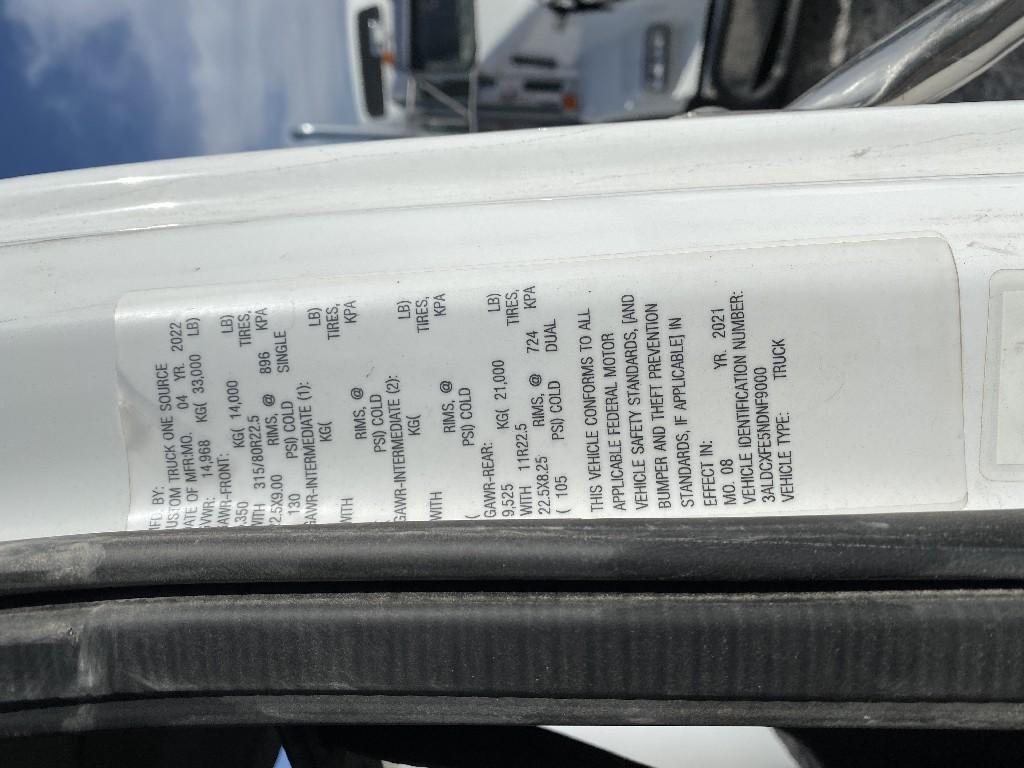 MFD. BY:
CUSTOM TRUCK ONE SOURCE
DATE OF MFR:MO. 04 YR. 2022
GVWR: 14,968 KG( 33,000 LB)
GAWR-FRONT:
,350 KG( 14,000 LB)
WITH 315/80R22.5 TIRES,
22.5X9.00 RIMS, @ 896 KPA
130 PSI) COLD SINGLE
GAWR-INTERMEDIATE (1):
KG( LB)
WITH TIRES,
RIMS, @ KPA
( PSI) COLD
GAWR-INTERMEDIATE (2):
KG( LB)
WITH TIRES,
RIMS, @ KPA
( PSI) COLD
GAWR-REAR:
9,525 KG( 21,000 LB)
WITH 11R22.5 TIRES,
22.5X8.25 RIMS, @ 724 KPA
( 105 PSI) COLD DUAL
THIS VEHICLE CONFORMS TO ALL
APPLICABLE FEDERAL MOTOR
VEHICLE SAFETY STANDARDS, [AND
BUMPER AND THEFT PREVENTION
STANDARDS, IF APPLICABLE] IN
EFFECT IN:
MO. 08 YR. 2021
VEHICLE IDENTIFICATION NUMBER:
3ALDCXFE5NDNF9000
VEHICLE TYPE: TRUCK